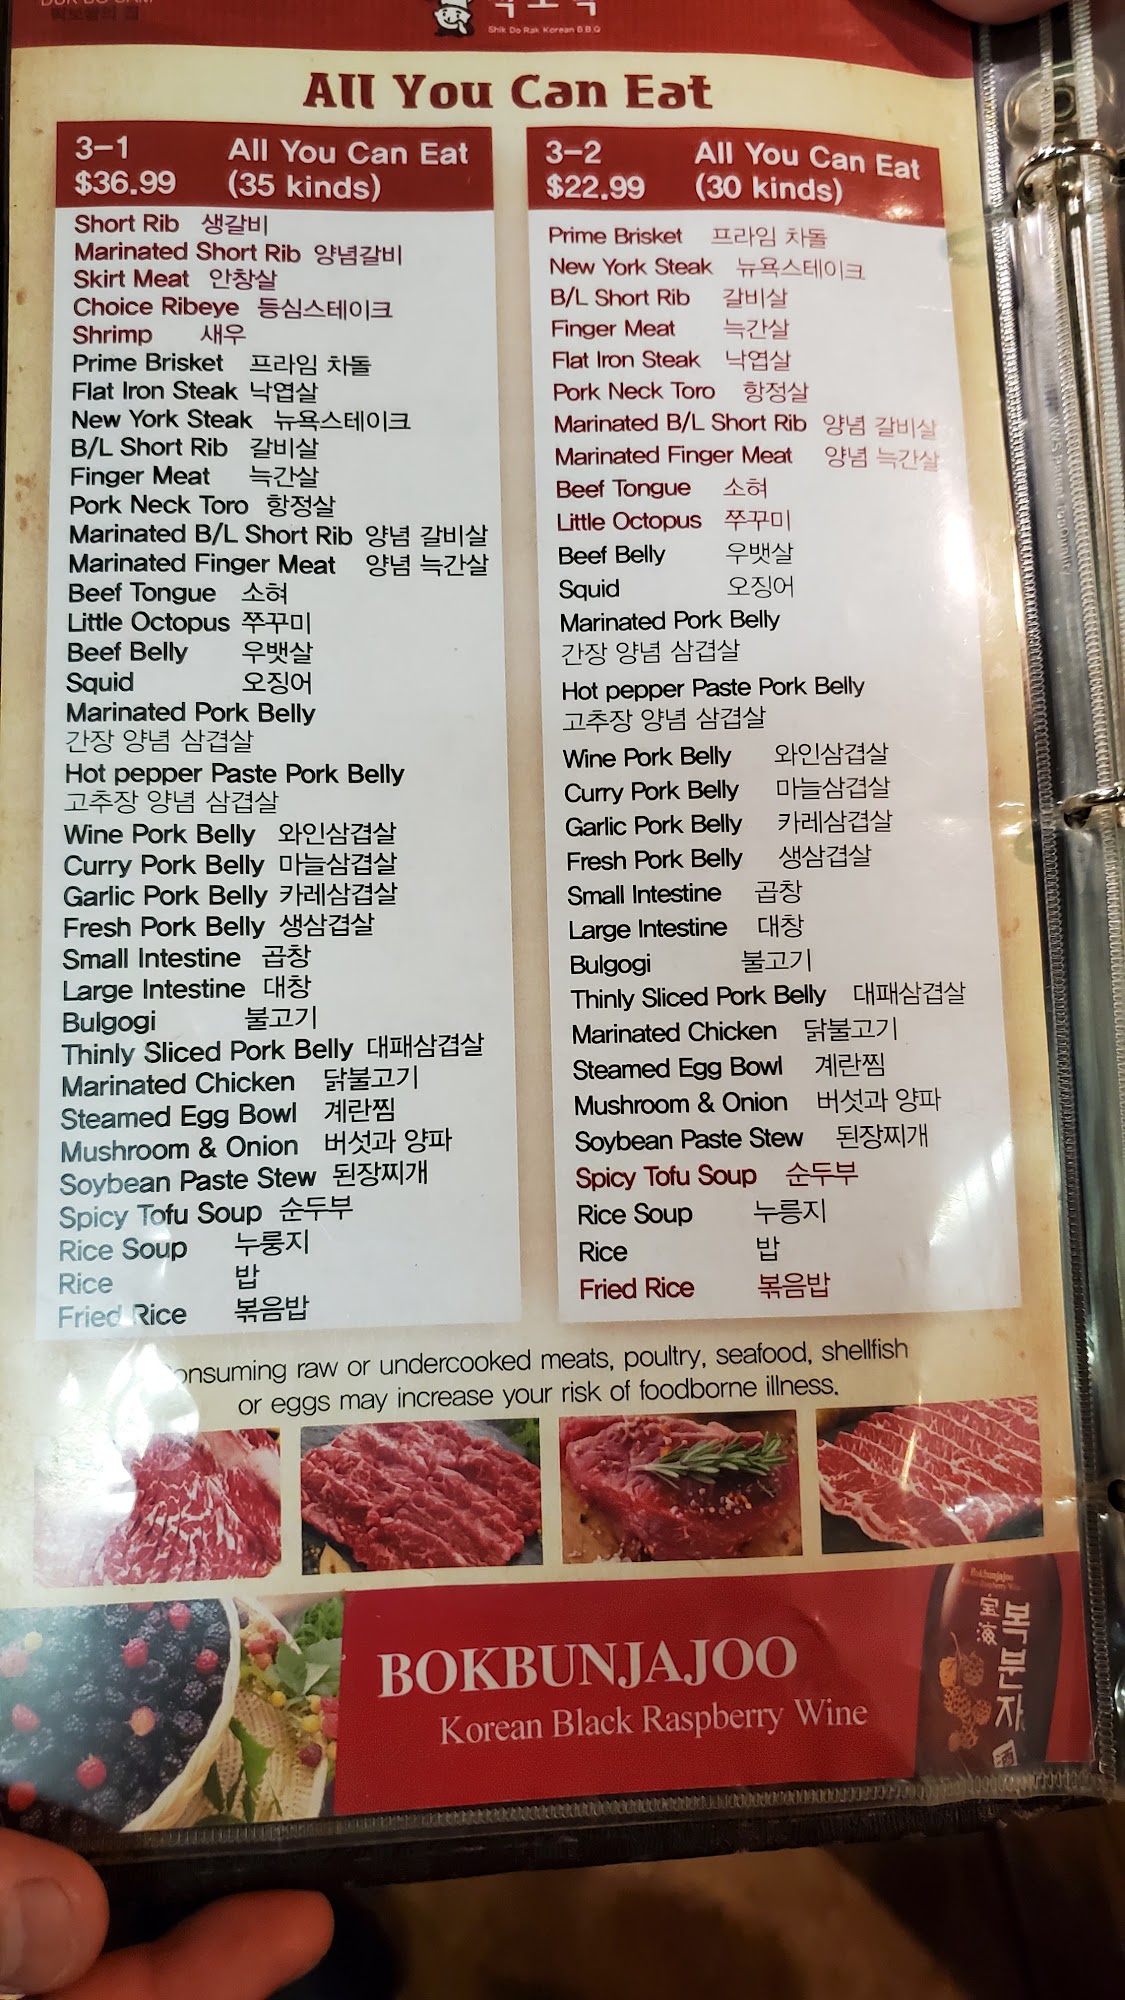 Shik Do Rak Korean B.B.Q
All You Can Eat
3-1 All You Can Eat
$36.99 (35 kinds)
Short Rib 생갈비
Marinated Short Rib 양념갈비
Skirt Meat 안창살
Choice Ribeye 등심스테이크
Shrimp 새우
Prime Brisket 프라임 차돌
Flat Iron Steak 낙엽살
New York Steak 뉴욕스테이크
B/L Short Rib 갈비살
Finger Meat 늑간살
Pork Neck Toro 항정살
Marinated B/L Short Rib 양념 갈비살
Marinated Finger Meat 양념 늑간살
Beef Tongue 소혀
Little Octopus 쭈꾸미
Beef Belly 우뱃살
Squid 오징어
Marinated Pork Belly
간장 양념 삼겹살
Hot pepper Paste Pork Belly
고추장 양념 삼겹살
Wine Pork Belly 와인삼겹살
Curry Pork Belly 마늘삼겹살
Garlic Pork Belly 카레삼겹살
Fresh Pork Belly 생삼겹살
Small Intestine 곱창
Large Intestine 대창
Bulgogi 불고기
Thinly Sliced Pork Belly 대패삼겹살
Marinated Chicken 닭불고기
Steamed Egg Bowl 계란찜
Mushroom & Onion 버섯과 양파
Soybean Paste Stew 된장찌개
Spicy Tofu Soup 순두부
Rice Soup 누룽지
Rice 밥
Fried Rice 볶음밥
3-2 All You Can Eat
$22.99 (30 kinds)
Prime Brisket 프라임 차돌
New York Steak 뉴욕스테이크
B/L Short Rib 갈비살
Finger Meat 늑간살
Flat Iron Steak 낙엽살
Pork Neck Toro 항정살
Marinated B/L Short Rib 양념 갈비살
Marinated Finger Meat 양념 늑간살
Beef Tongue 소혀
Little Octopus 쭈꾸미
Beef Belly 우뱃살
Squid 오징어
Marinated Pork Belly
간장 양념 삼겹살
Hot pepper Paste Pork Belly
고추장 양념 삼겹살
Wine Pork Belly 와인삼겹살
Curry Pork Belly 마늘삼겹살
Garlic Pork Belly 카레삼겹살
Fresh Pork Belly 생삼겹살
Small Intestine 곱창
Large Intestine 대창
Bulgogi 불고기
Thinly Sliced Pork Belly 대패삼겹살
Marinated Chicken 닭불고기
Steamed Egg Bowl 계란찜
Mushroom & Onion 버섯과 양파
Soybean Paste Stew 된장찌개
Spicy Tofu Soup 순두부
Rice Soup 누릉지
Rice 밥
Fried Rice 볶음밥
onsuming raw or undercooked meats, poultry, seafood, shellfish
or eggs may increase your risk of foodborne illness.
BOKBUNJAJOO
Korean Black Raspberry Wine
Bokbunjajoo
복분자
酒